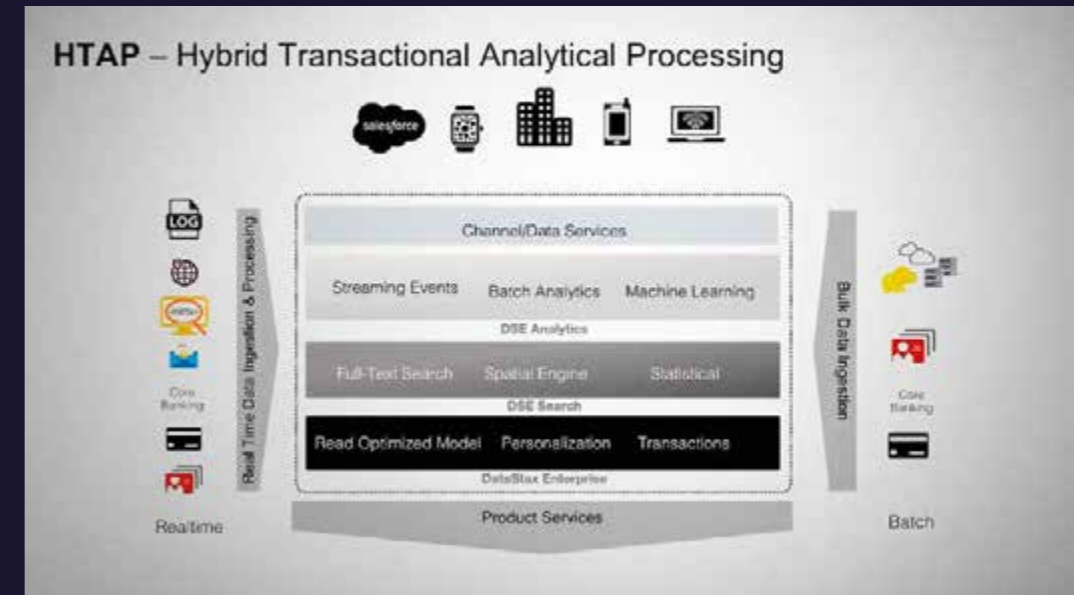 HTAP – Hybrid Transactional Analytical Processing
salesforce
LOG
Real Time Data Ingestion & Processing
Core
Banking
Realtime
Channel/Data Services
Streaming Events Batch Analytics Machine Learning
DSE Analytics
Full-Text Search Spatial Engine Statistical
DSE Search
Read Optimized Model Personalization Transactions
DataStax Enterprise
Product Services
Bulk Data Ingestion
Core
Banking
Batch